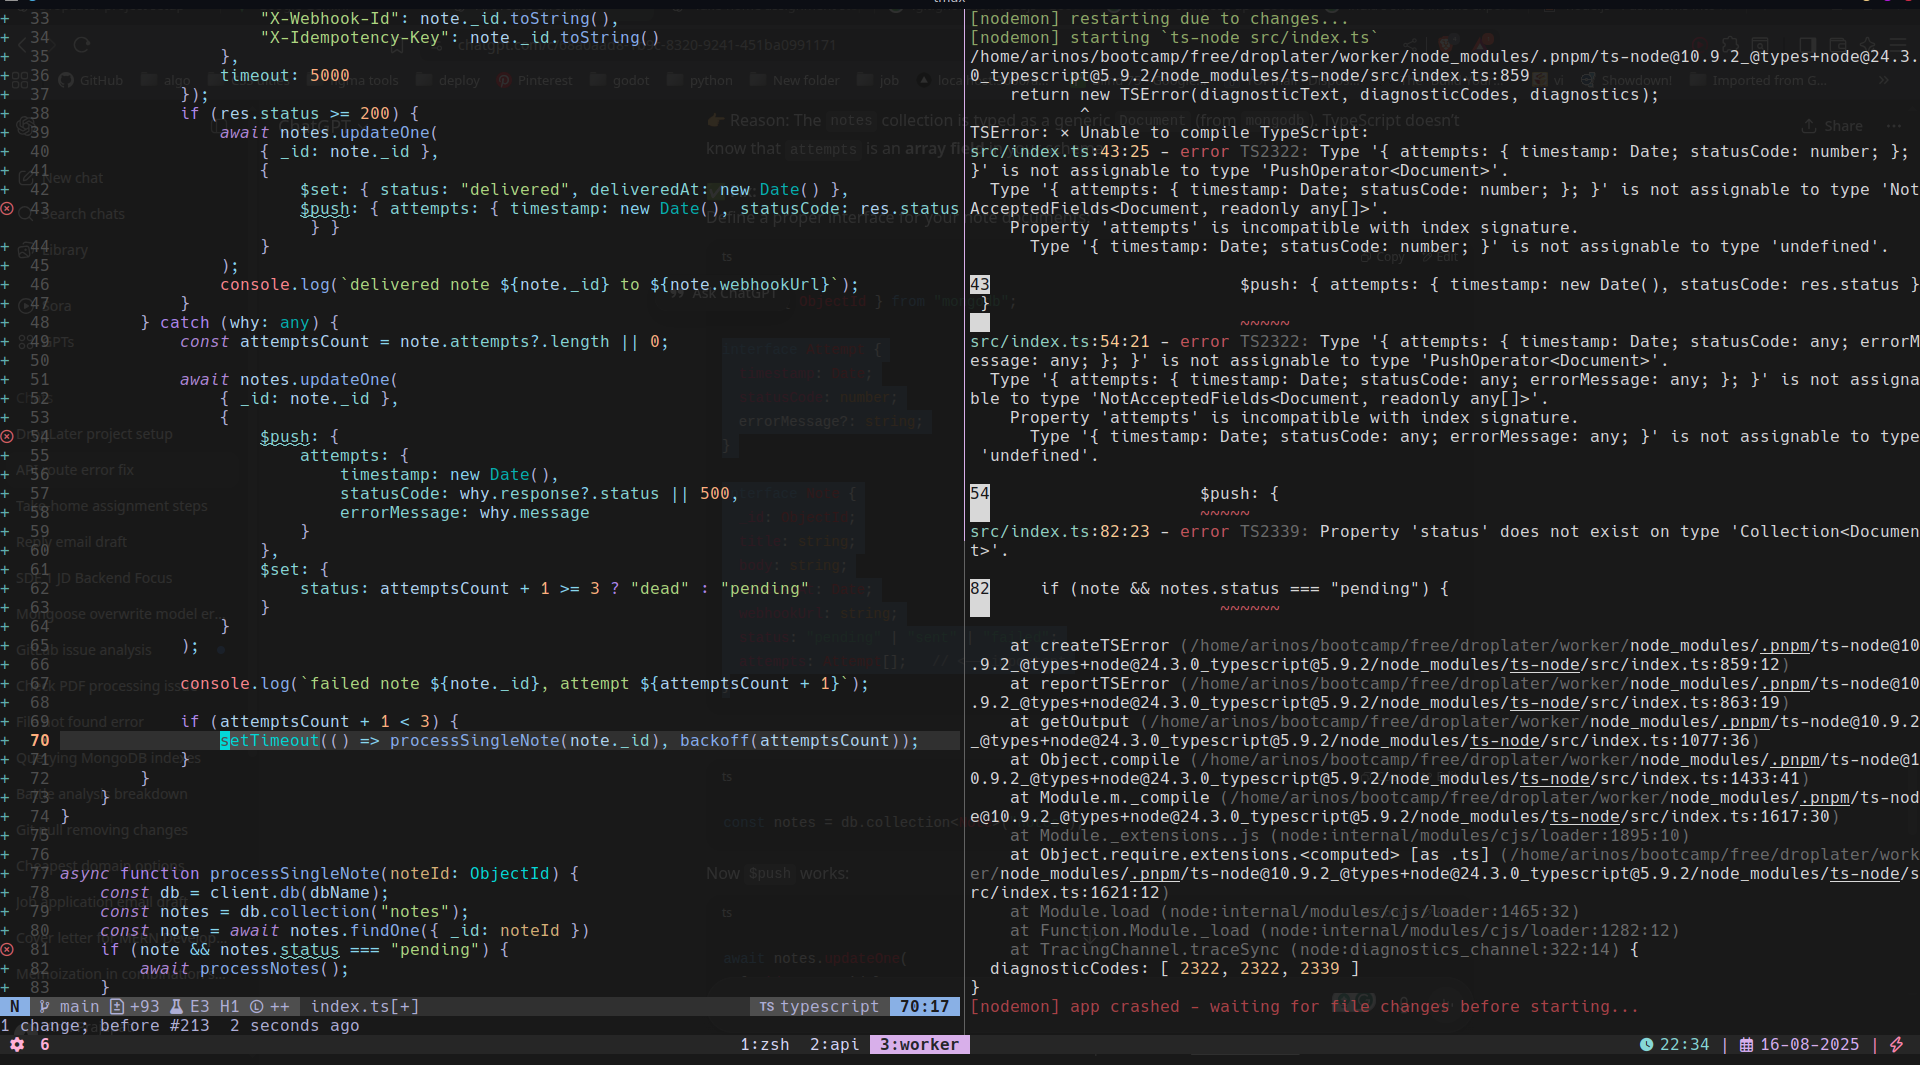 + 33 "X-Webhook-Id": note._id.toString(),
+ 34 "X-Idempotency-Key": note._id.toString()
+ 35 },
+ 36 timeout: 5000
+ 37 });
+ 38 if (res.status >= 200) {
+ 39 await notes.updateOne(
+ 40 { _id: note._id },
+ 41 {
+ 42 $set: { status: "delivered", deliveredAt: new Date() },
43 $push: { attempts: { timestamp: new Date(), statusCode: res.status
} }
+ 44 }
+ 45 );
+ 46 console.log(`delivered note ${note._id} to ${note.webhookUrl}`);
+ 47 }
+ 48 } catch (why: any) {
+ 49 const attemptsCount = note.attempts?.length || 0;
+ 50
+ 51 await notes.updateOne(
+ 52 { _id: note._id },
+ 53 {
54 $push: {
+ 55 attempts: {
+ 56 timestamp: new Date(),
+ 57 statusCode: why.response?.status || 500,
+ 58 errorMessage: why.message
+ 59 }
+ 60 },
+ 61 $set: {
+ 62 status: attemptsCount + 1 >= 3 ? "dead" : "pending"
+ 63 }
+ 64 }
+ 65 );
+ 66
+ 67 console.log(`failed note ${note._id}, attempt ${attemptsCount + 1}`);
+ 68
+ 69 if (attemptsCount + 1 < 3) {
+ 70 setTimeout(() => processSingleNote(note._id), backoff(attemptsCount));
+ 71 }
+ 72 }
+ 73 }
+ 74 }
+ 75
+ 76
+ 77 async function processSingleNote(noteId: ObjectId) {
+ 78 const db = client.db(dbName);
+ 79 const notes = db.collection("notes");
+ 80 const note = await notes.findOne({ _id: noteId })
81 if (note && notes.status === "pending") {
+ 82 await processNotes();
+ 83 }
N main +93 E3 H1 ++ index.ts[+] TS typescript 70:17
1 change; before #213 2 seconds ago
[nodemon] restarting due to changes...
[nodemon] starting `ts-node src/index.ts`
/home/arinos/bootcamp/free/droplater/worker/node_modules/.pnpm/ts-node@10.9.2_@types+node@24.3.
0_typescript@5.9.2/node_modules/ts-node/src/index.ts:859
return new TSError(diagnosticText, diagnosticCodes, diagnostics);
^
TSError: ⨯ Unable to compile TypeScript:
src/index.ts:43:25 - error TS2322: Type '{ attempts: { timestamp: Date; statusCode: number; };
}' is not assignable to type 'PushOperator<Document>'.
Type '{ attempts: { timestamp: Date; statusCode: number; }; }' is not assignable to type 'Not
AcceptedFields<Document, readonly any[]>'.
Property 'attempts' is incompatible with index signature.
Type '{ timestamp: Date; statusCode: number; }' is not assignable to type 'undefined'.
43 $push: { attempts: { timestamp: new Date(), statusCode: res.status }
}
~~~~~
src/index.ts:54:21 - error TS2322: Type '{ attempts: { timestamp: Date; statusCode: any; errorM
essage: any; }; }' is not assignable to type 'PushOperator<Document>'.
Type '{ attempts: { timestamp: Date; statusCode: any; errorMessage: any; }; }' is not assigna
ble to type 'NotAcceptedFields<Document, readonly any[]>'.
Property 'attempts' is incompatible with index signature.
Type '{ timestamp: Date; statusCode: any; errorMessage: any; }' is not assignable to type
'undefined'.
54 $push: {
~~~~~
src/index.ts:82:23 - error TS2339: Property 'status' does not exist on type 'Collection<Documen
t>'.
82 if (note && notes.status === "pending") {
~~~~~~
at createTSError (/home/arinos/bootcamp/free/droplater/worker/node_modules/.pnpm/ts-node@10
.9.2_@types+node@24.3.0_typescript@5.9.2/node_modules/ts-node/src/index.ts:859:12)
at reportTSError (/home/arinos/bootcamp/free/droplater/worker/node_modules/.pnpm/ts-node@10
.9.2_@types+node@24.3.0_typescript@5.9.2/node_modules/ts-node/src/index.ts:863:19)
at getOutput (/home/arinos/bootcamp/free/droplater/worker/node_modules/.pnpm/ts-node@10.9.2
_@types+node@24.3.0_typescript@5.9.2/node_modules/ts-node/src/index.ts:1077:36)
at Object.compile (/home/arinos/bootcamp/free/droplater/worker/node_modules/.pnpm/ts-node@1
0.9.2_@types+node@24.3.0_typescript@5.9.2/node_modules/ts-node/src/index.ts:1433:41)
at Module.m._compile (/home/arinos/bootcamp/free/droplater/worker/node_modules/.pnpm/ts-nod
e@10.9.2_@types+node@24.3.0_typescript@5.9.2/node_modules/ts-node/src/index.ts:1617:30)
at Module._extensions..js (node:internal/modules/cjs/loader:1895:10)
at Object.require.extensions.<computed> [as .ts] (/home/arinos/bootcamp/free/droplater/work
er/node_modules/.pnpm/ts-node@10.9.2_@types+node@24.3.0_typescript@5.9.2/node_modules/ts-node/s
rc/index.ts:1621:12)
at Module.load (node:internal/modules/cjs/loader:1465:32)
at Function.Module._load (node:internal/modules/cjs/loader:1282:12)
at TracingChannel.traceSync (node:diagnostics_channel:322:14) {
diagnosticCodes: [ 2322, 2322, 2339 ]
}
[nodemon] app crashed - waiting for file changes before starting...
6 1:zsh 2:api 3:worker 22:34 | 16-08-2025 |